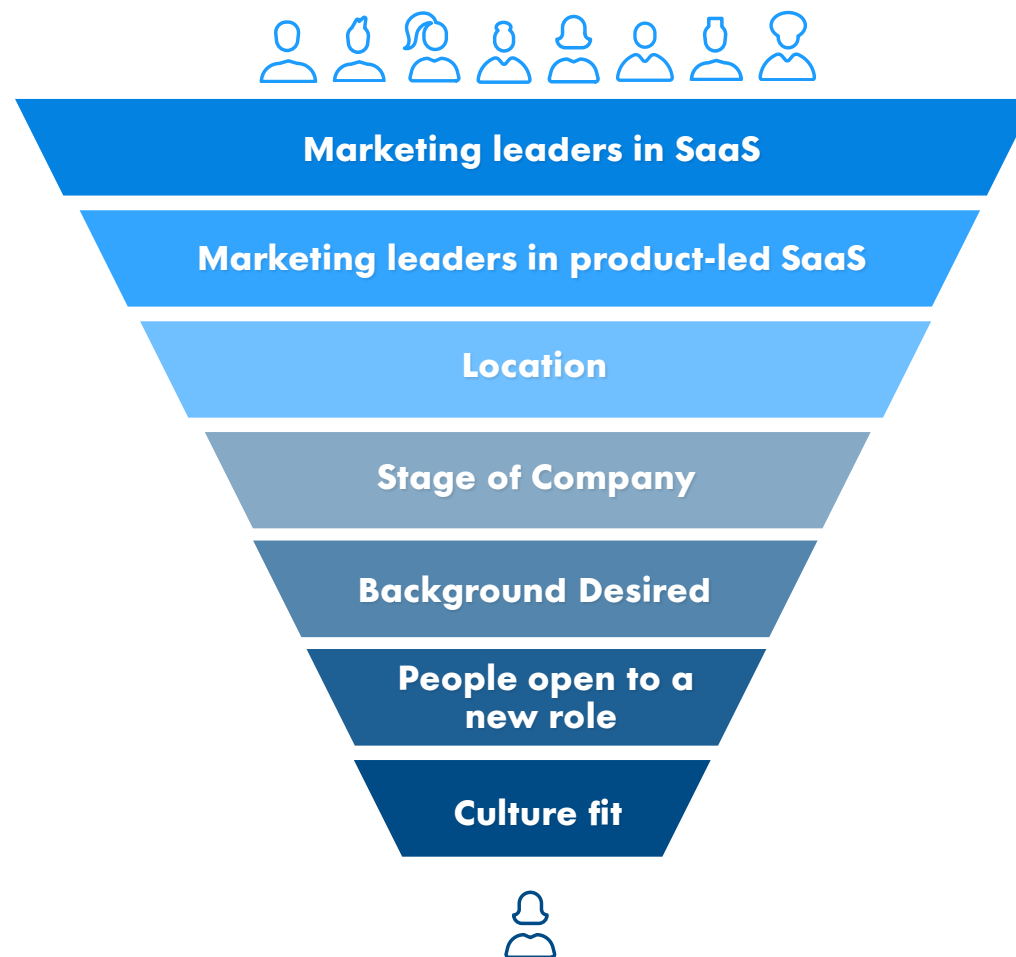 Marketing leaders in SaaS
Marketing leaders in product-led SaaS
Location
Stage of Company
Background Desired
People open to a
new role
Culture fit